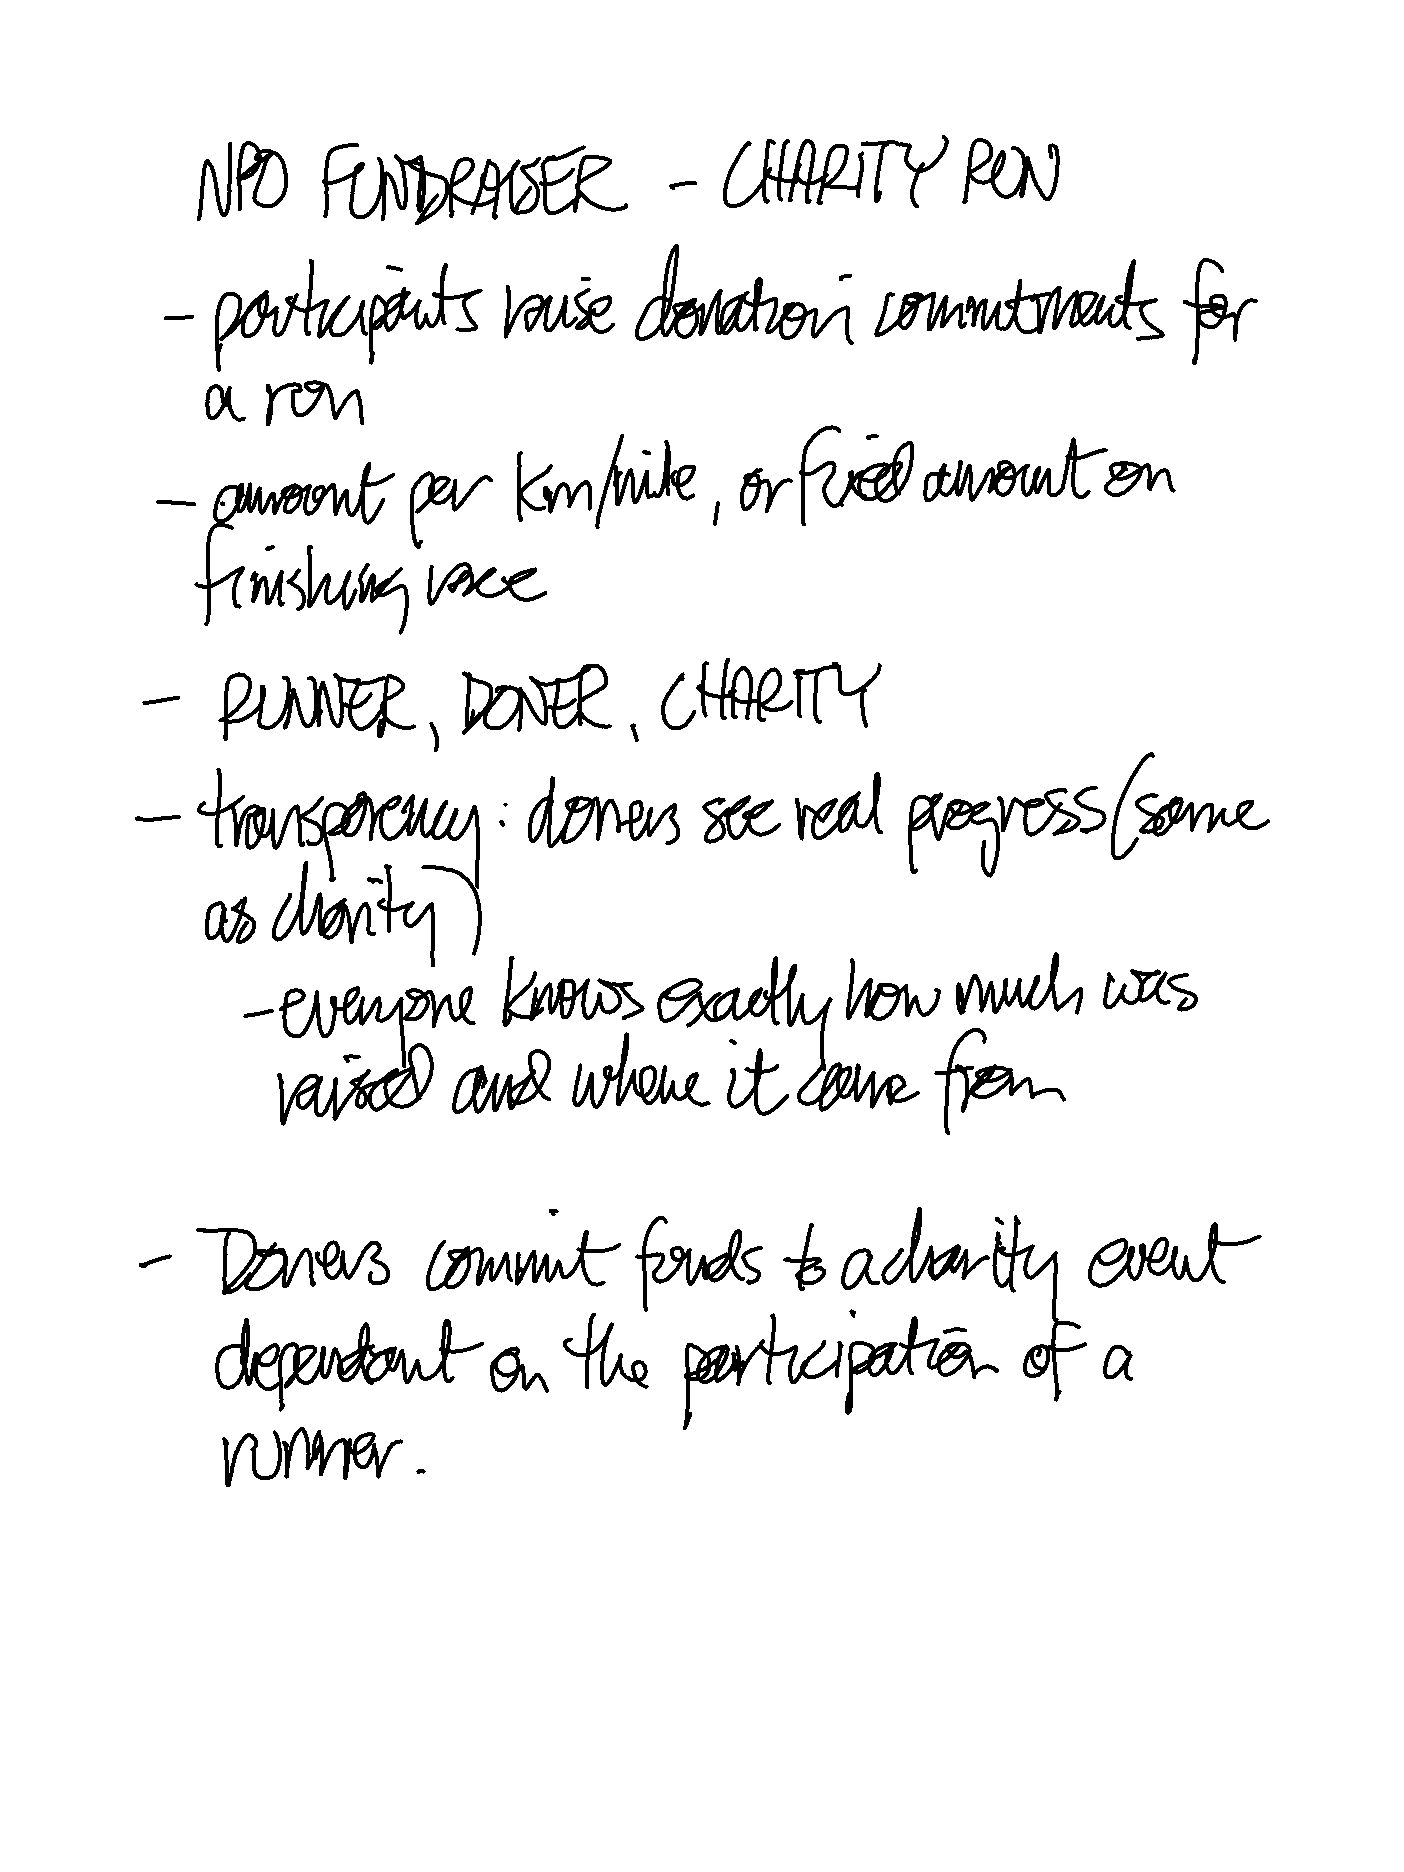 NPO FUNDRAISER - CHARITY RUN
- participants raise donation commitments for
a run
- amount per km/mile, or fixed amount on
finishing race
- RUNNER, DONER, CHARITY
- transparency: doners see real progress (same
as charity)
- everyone knows exactly how much was
raised and where it came from
- Doners commit funds to a charity event
dependant on the participation of a
runner.